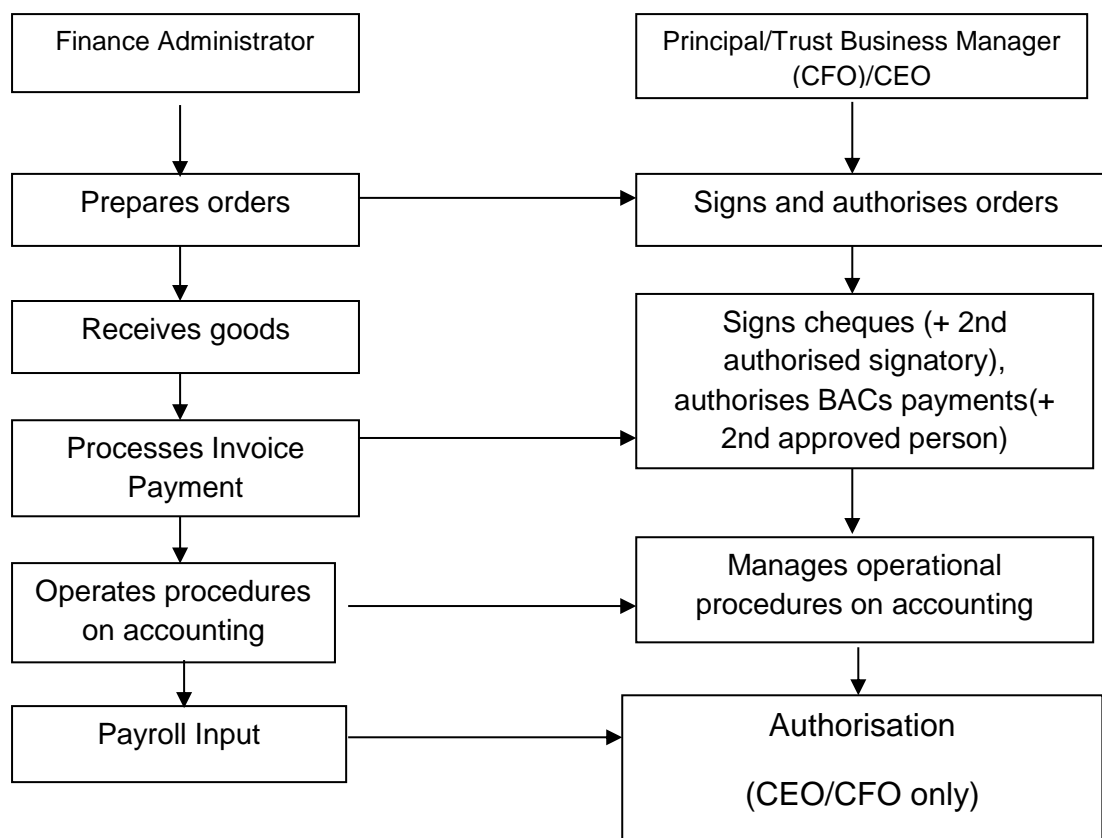 Finance Administrator
Principal/Trust Business Manager
(CFO)/CEO
Prepares orders
Signs and authorises orders
Receives goods
Signs cheques (+ 2nd
authorised signatory),
authorises BACs payments(+
2nd approved person)
Processes Invoice
Payment
Operates procedures
on accounting
Manages operational
procedures on accounting
Payroll Input
Authorisation
(CEO/CFO only)